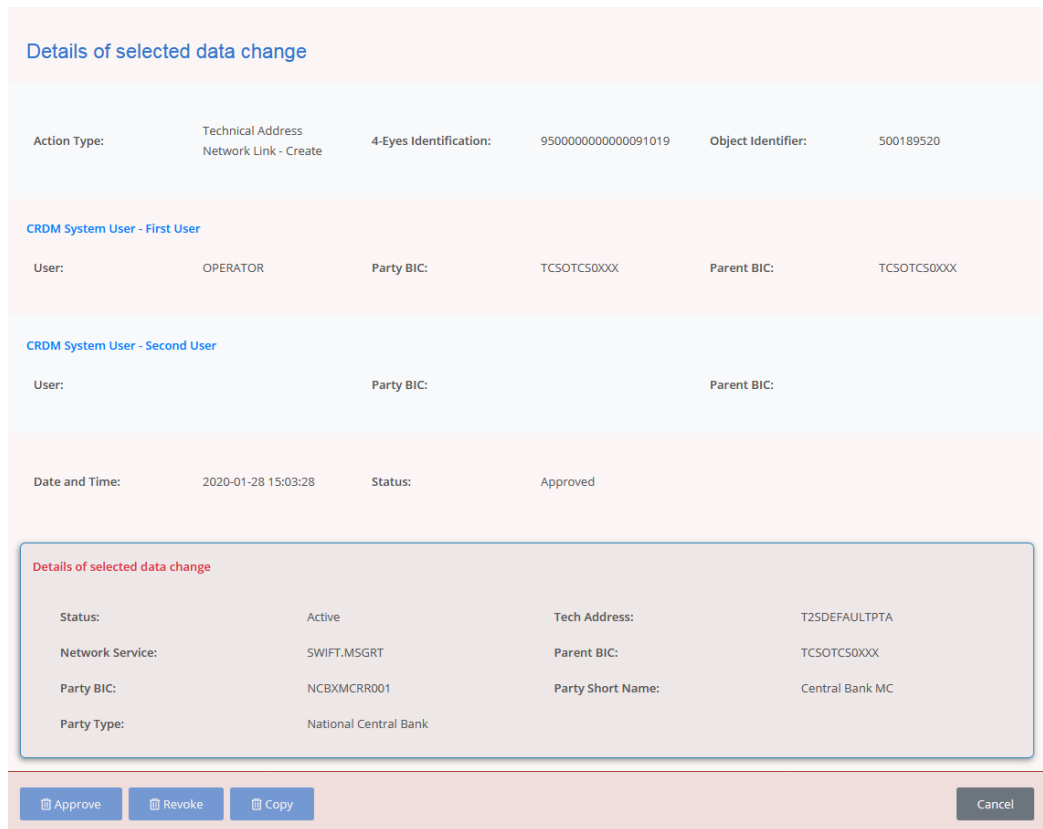 Details of selected data change
Action Type: Technical Address Network Link - Create 4-Eyes Identification: 9500000000000091019 Object Identifier: 500189520
CRDM System User - First User
User: OPERATOR Party BIC: TCSOTCS0XXX Parent BIC: TCSOTCS0XXX
CRDM System User - Second User
User: Party BIC: Parent BIC:
Date and Time: 2020-01-28 15:03:28 Status: Approved
Details of selected data change
Status: Active Tech Address: T2SDEFAULTPTA
Network Service: SWIFT.MSGRT Parent BIC: TCSOTCS0XXX
Party BIC: NCBXMCRR001 Party Short Name: Central Bank MC
Party Type: National Central Bank
Approve Revoke Copy Cancel